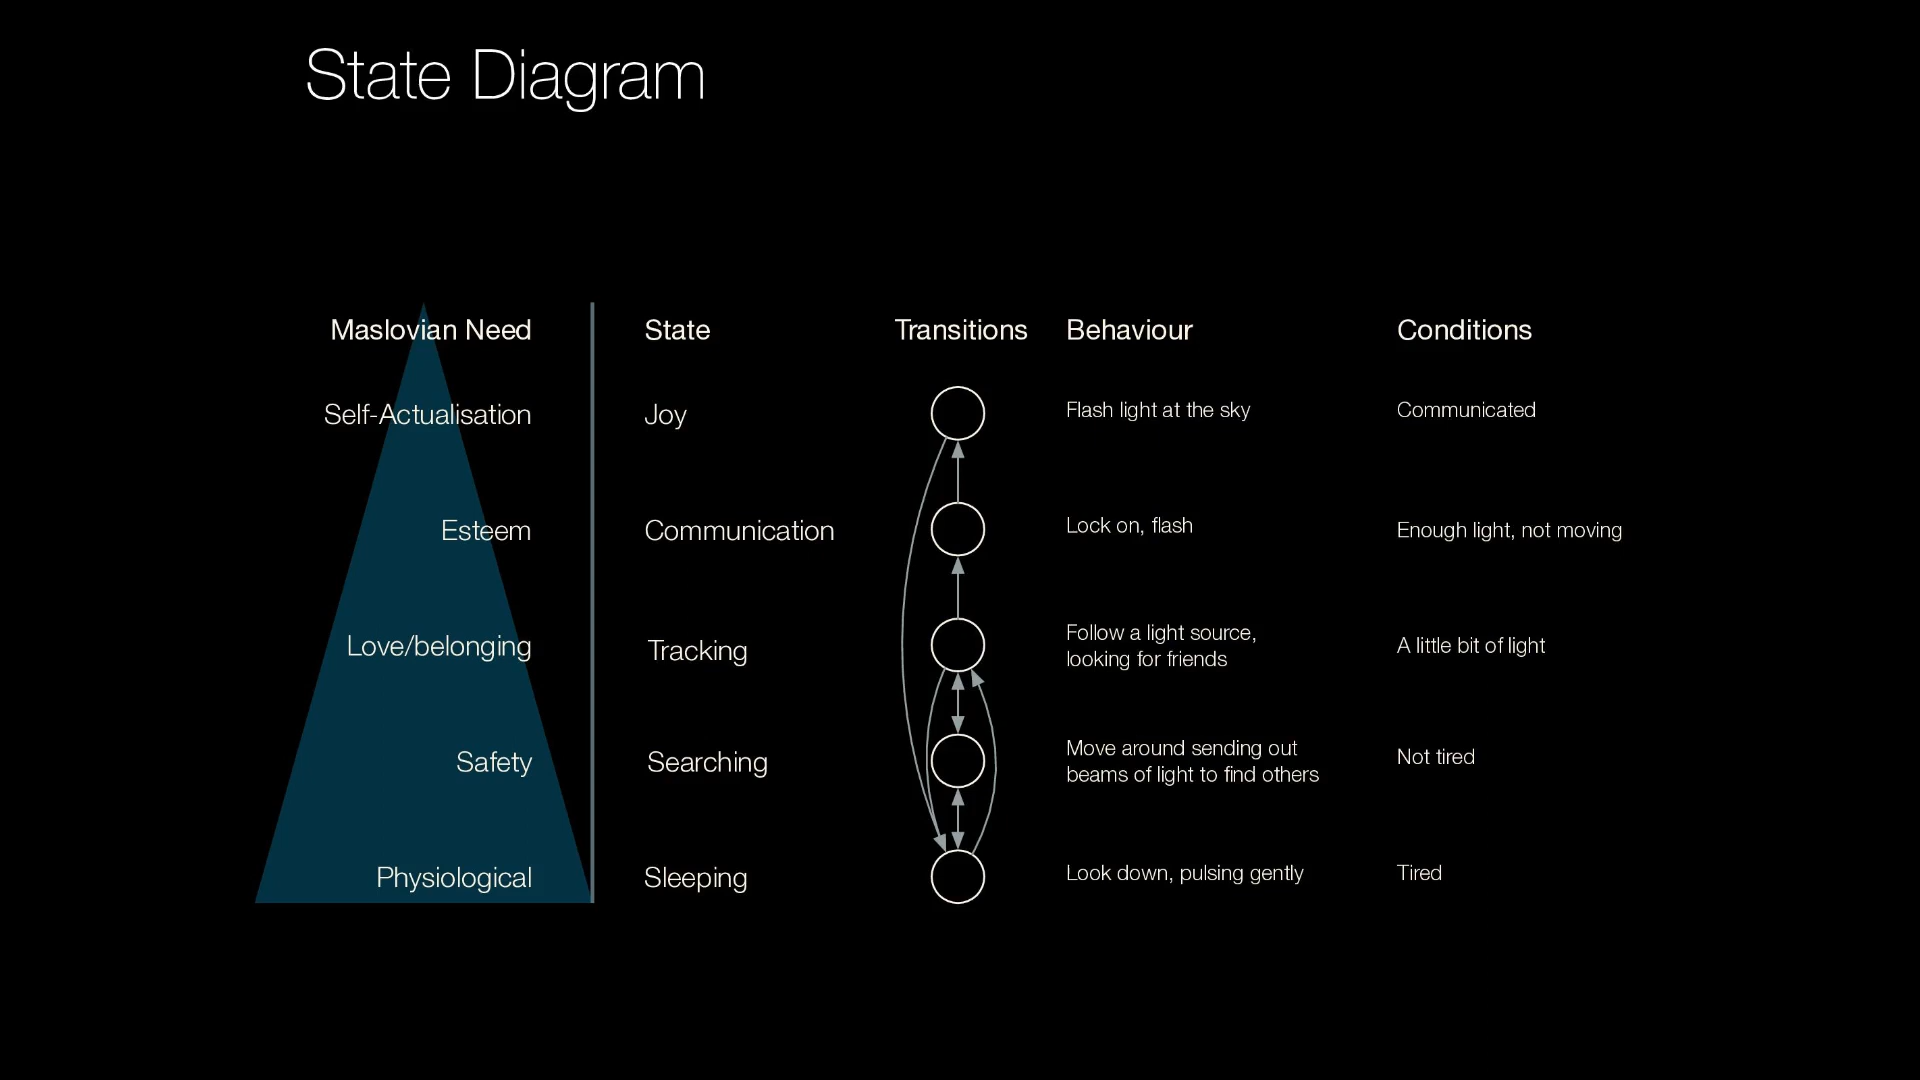 State Diagram
Maslovian Need
State
Transitions
Behaviour
Conditions
Self-Actualisation
Joy
Flash light at the sky
Communicated
Esteem
Communication
Lock on, flash
Enough light, not moving
Love/belonging
Tracking
Follow a light source,
looking for friends
A little bit of light
Safety
Searching
Move around sending out
beams of light to find others
Not tired
Physiological
Sleeping
Look down, pulsing gently
Tired